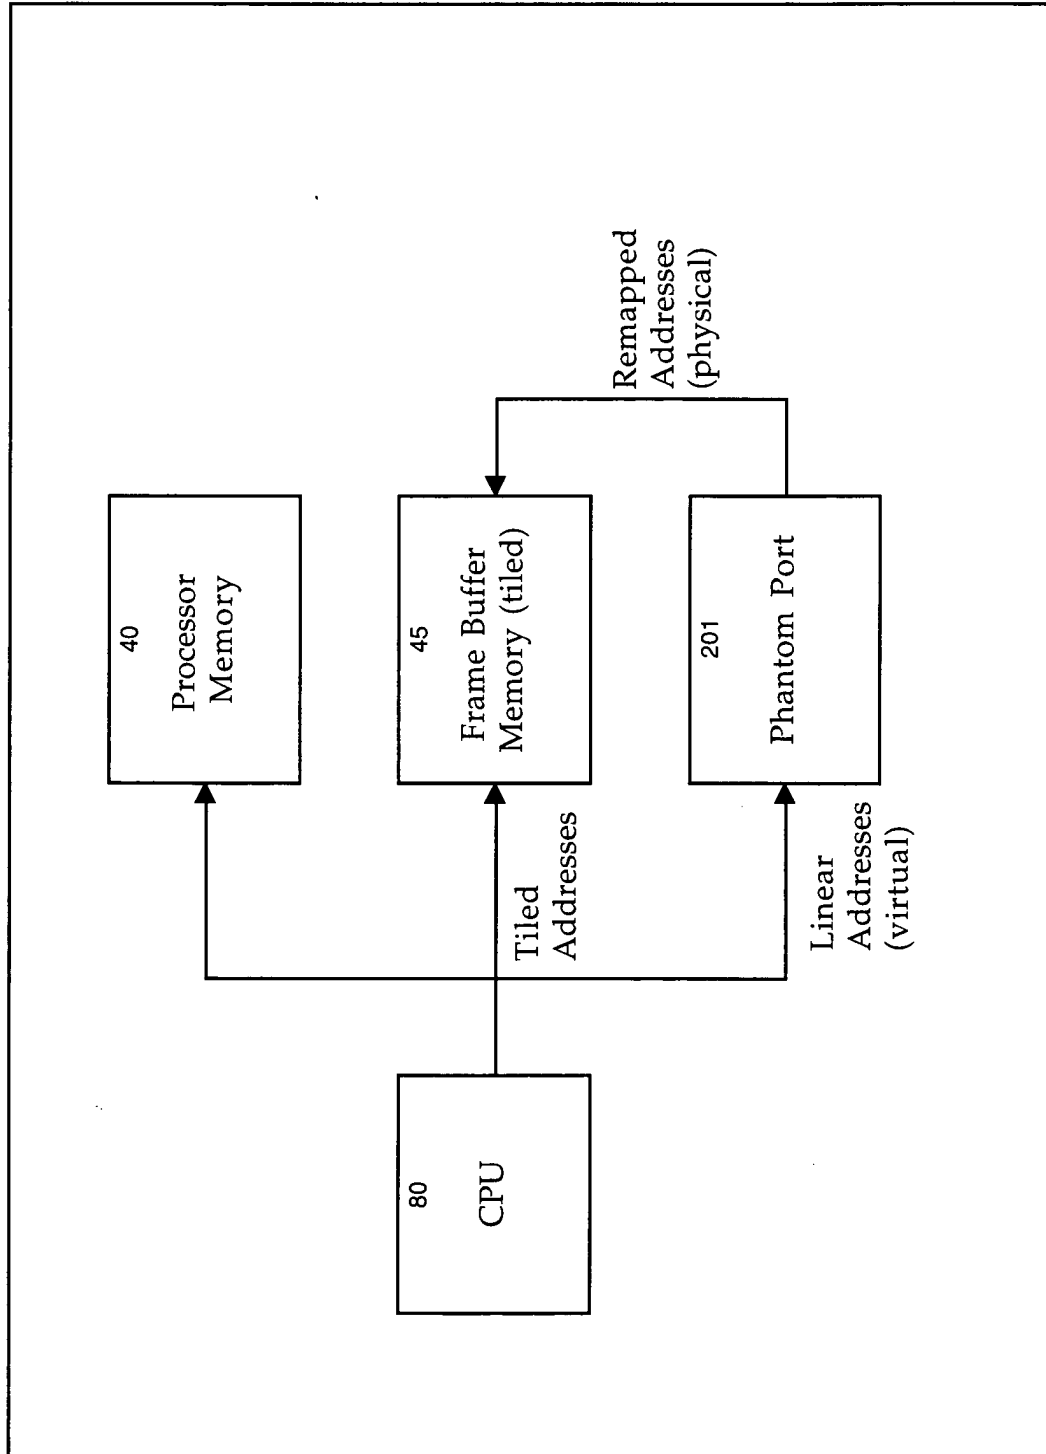 80
CPU
40
Processor
Memory
Tiled
Addresses
45
Frame Buffer
Memory (tiled)
Linear
Addresses
(virtual)
201
Phantom Port
Remapped
Addresses
(physical)